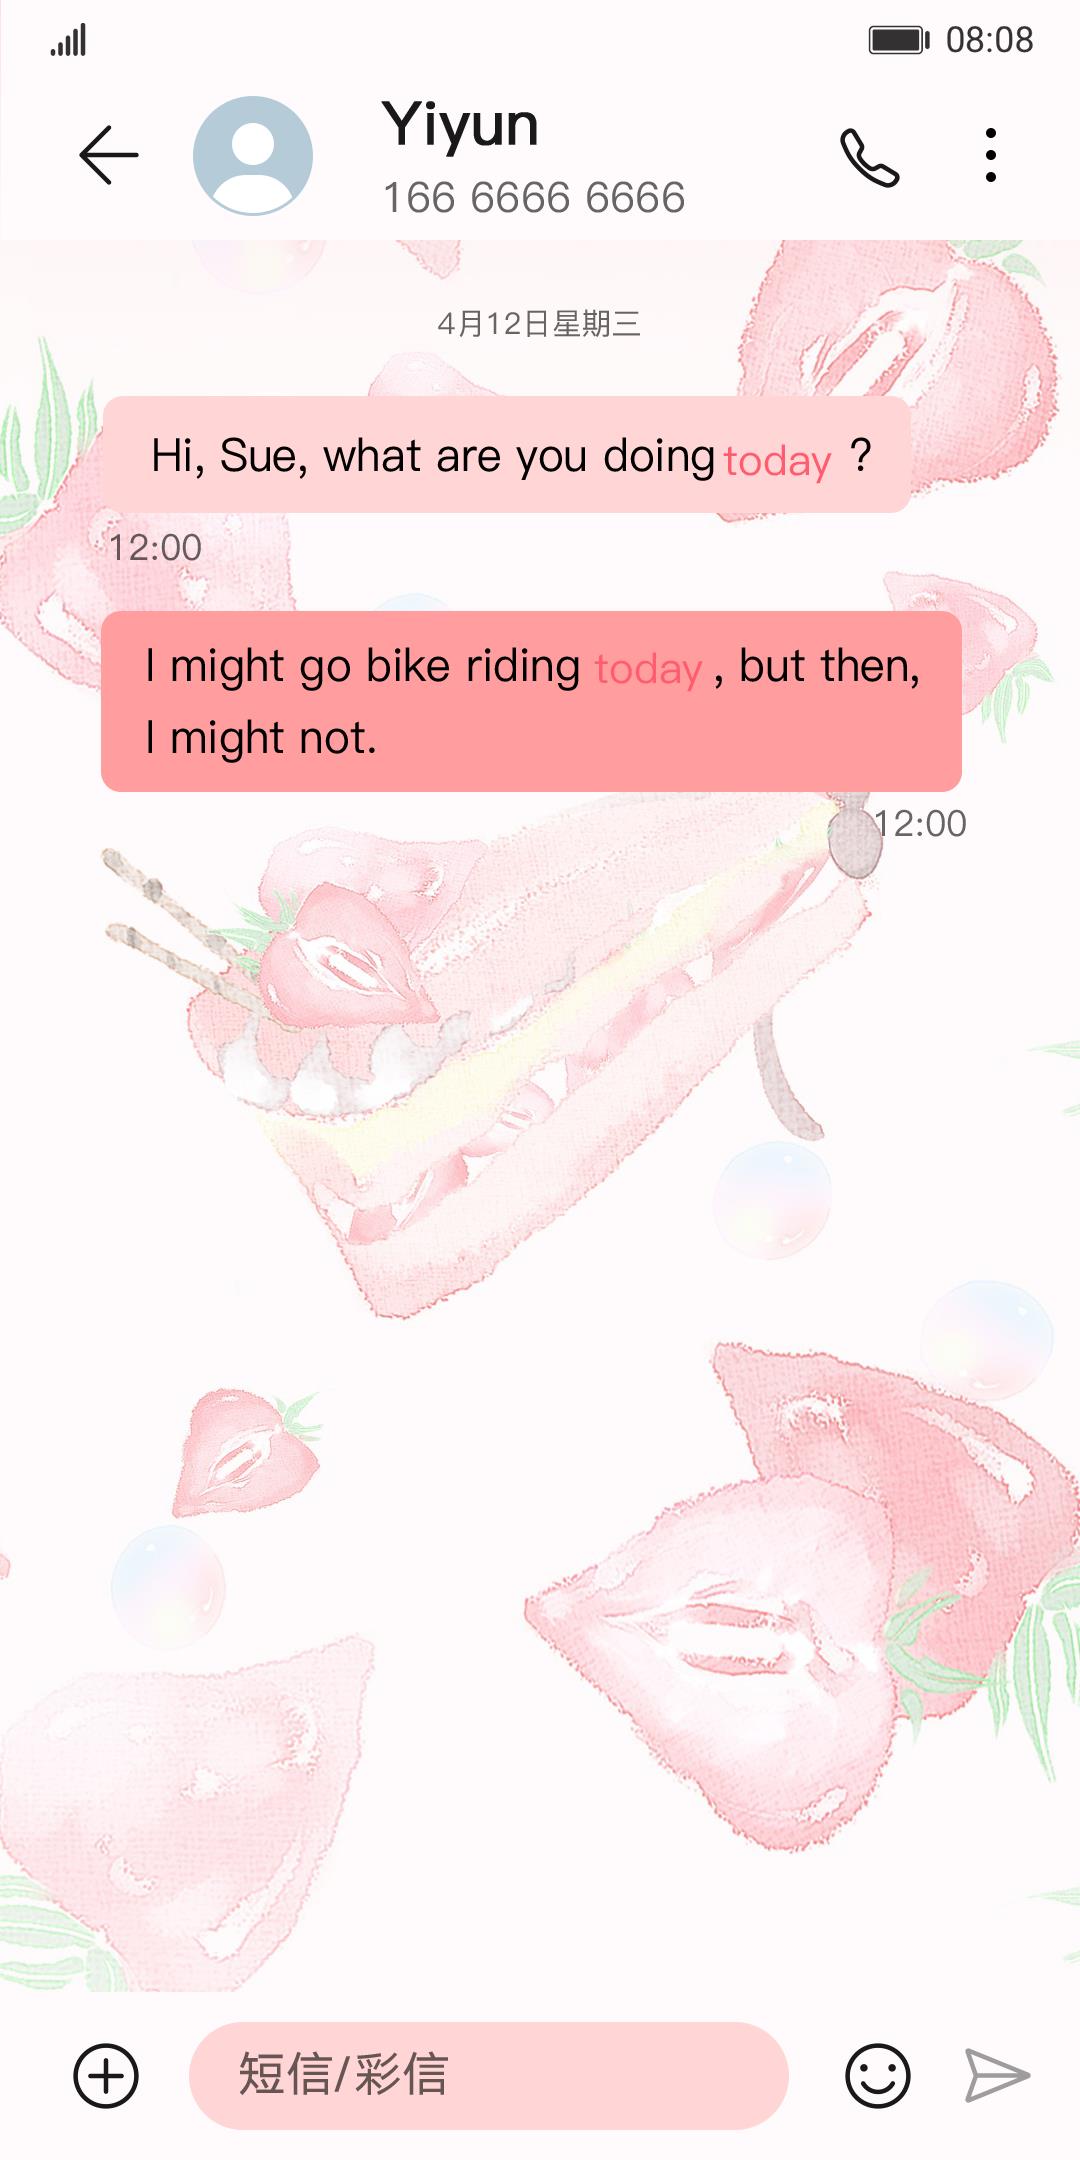 08:08
Yiyun
166 6666 6666
4月12日星期三
Hi, Sue, what are you doing today ?
12:00
I might go bike riding today , but then,
I might not.
12:00
短信/彩信